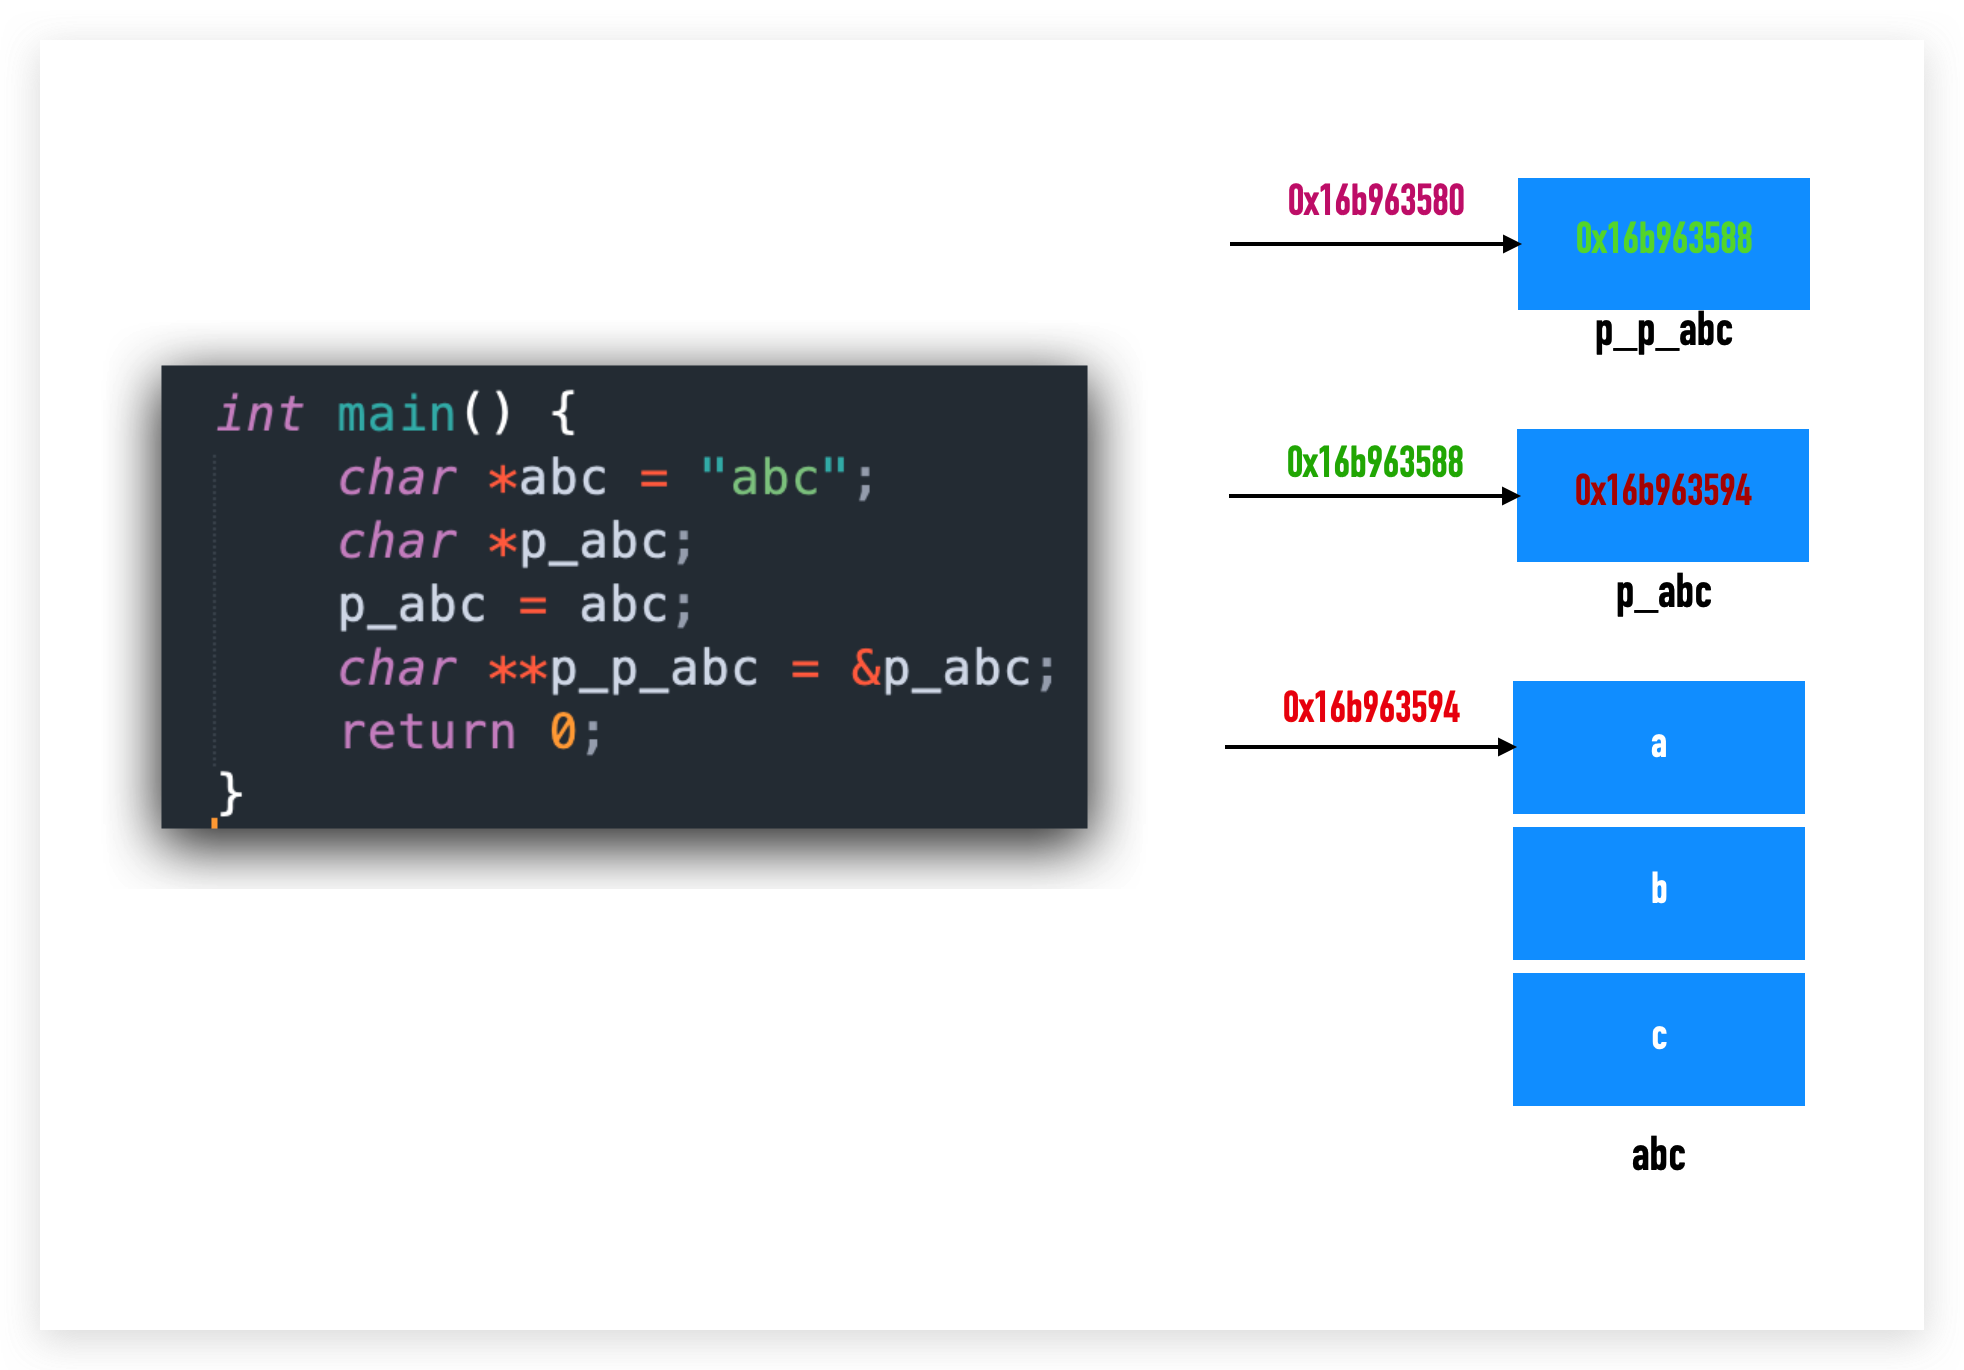 int main() {
char *abc = "abc";
char *p_abc;
p_abc = abc;
char **p_p_abc = &p_abc;
return 0;
}
0x16b963580
0x16b963588
p_p_abc
0x16b963588
0x16b963594
p_abc
0x16b963594
a
b
c
abc